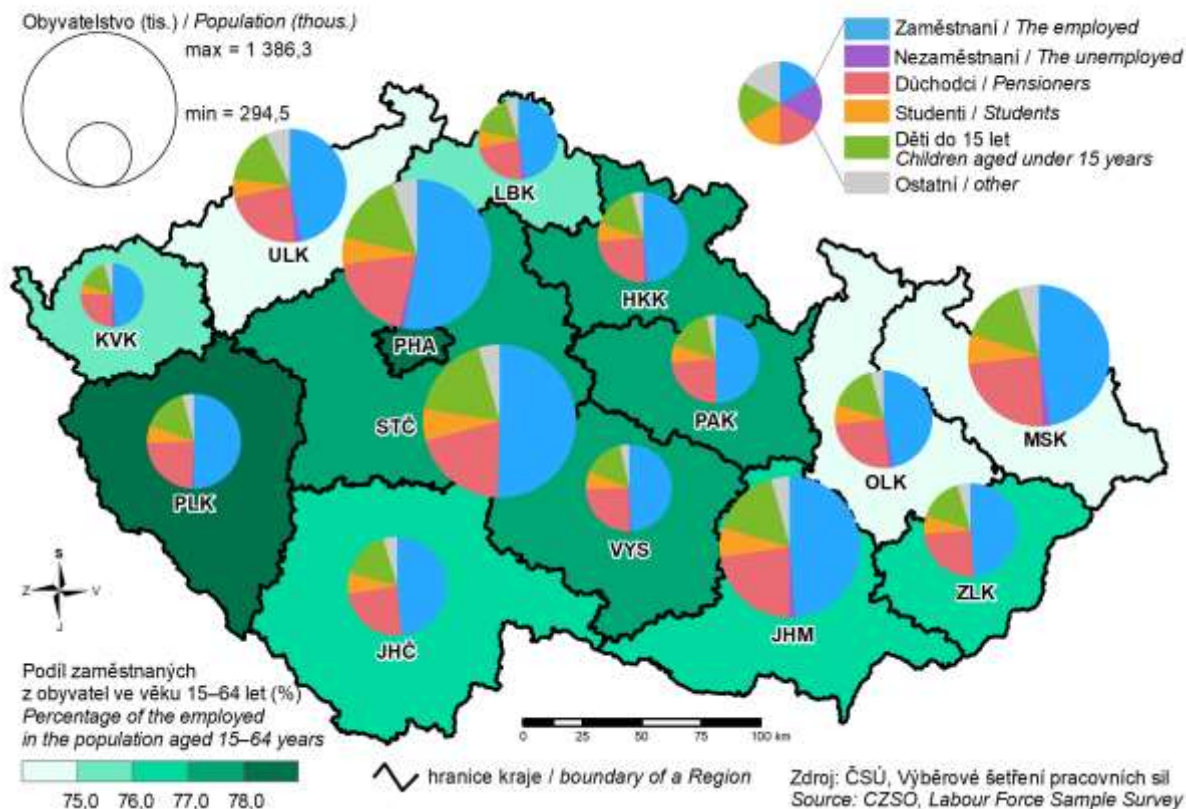 Obyvatelstvo (tis.) / Population (thous.)
max = 1 386,3
min = 294,5
Zaměstnaní / The employed
Nezaměstnaní / The unemployed
Důchodci / Pensioners
Studenti / Students
Děti do 15 let
Children aged under 15 years
Ostatní / other
LBK
ULK
HKK
KVK
PHA
STČ
PAK
MSK
OLK
PLK
VYS
ZLK
JHM
JHČ
S
Z
V
J
Podíl zaměstnaných
z obyvatel ve věku 15–64 let (%)
Percentage of the employed
in the population aged 15–64 years
75,0 76,0 77,0 78,0
0 25 50 75 100 km
hranice kraje / boundary of a Region
Zdroj: ČSÚ, Výběrové šetření pracovních sil
Source: CZSO, Labour Force Sample Survey